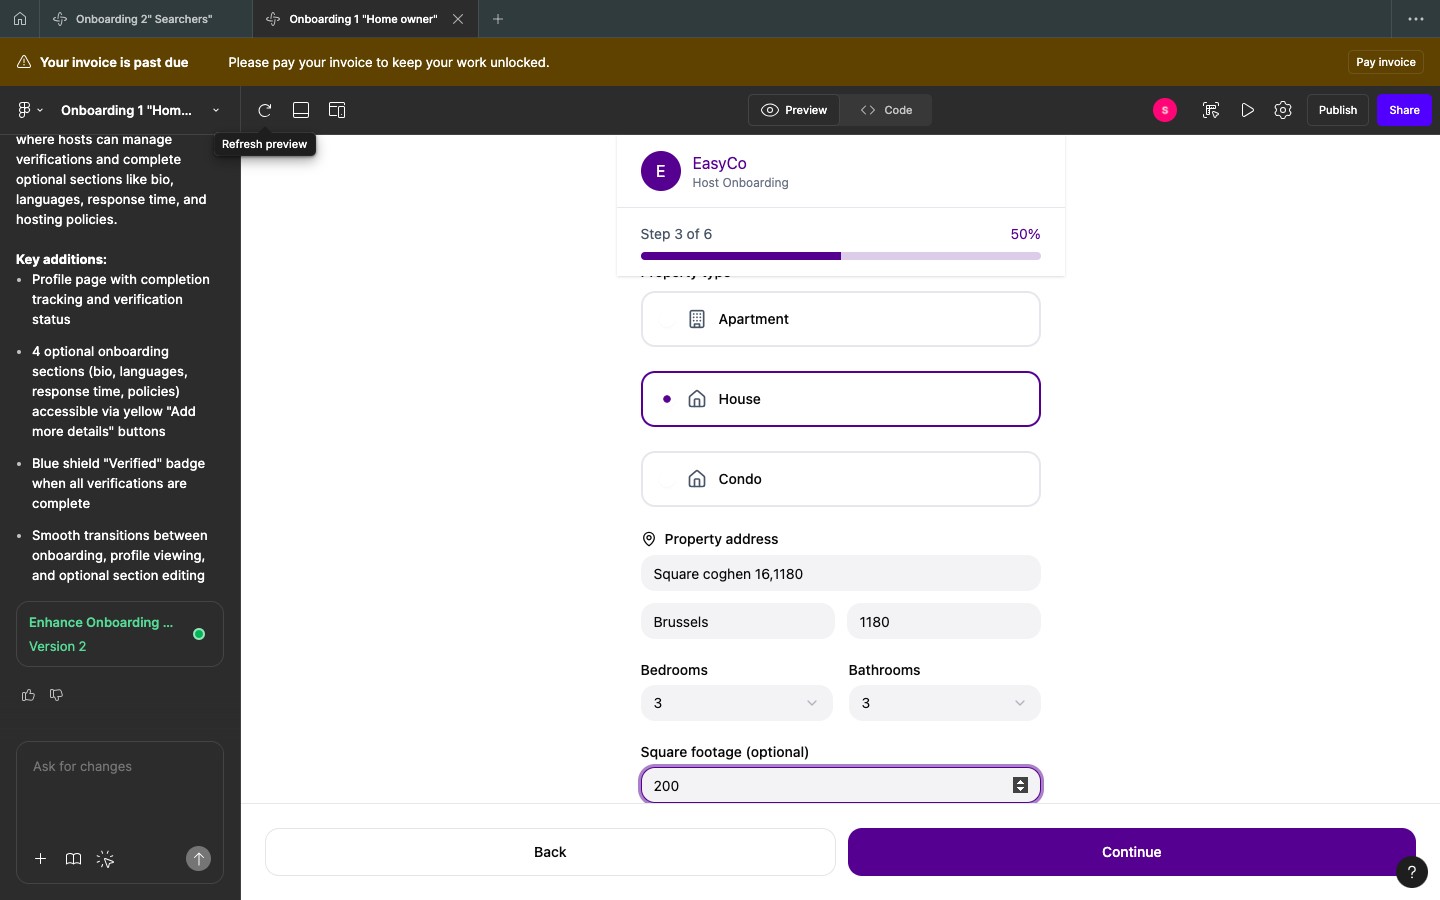 Onboarding 2" Searchers"
Onboarding 1 "Home owner"
Your invoice is past due
Please pay your invoice to keep your work unlocked.
Pay invoice
Onboarding 1 "Hom...
Preview
Code
S
Publish
Share
Refresh preview
where hosts can manage
verifications and complete
optional sections like bio,
languages, response time, and
hosting policies.
Key additions:
• Profile page with completion
tracking and verification
status
• 4 optional onboarding
sections (bio, languages,
response time, policies)
accessible via yellow "Add
more details" buttons
• Blue shield "Verified" badge
when all verifications are
complete
• Smooth transitions between
onboarding, profile viewing,
and optional section editing
Enhance Onboarding ...
Version 2
Ask for changes
E
EasyCo
Host Onboarding
Step 3 of 6
50%
Property type
Apartment
House
Condo
Property address
Square coghen 16,1180
Brussels
1180
Bedrooms
Bathrooms
3
3
Square footage (optional)
200
Back
Continue
?